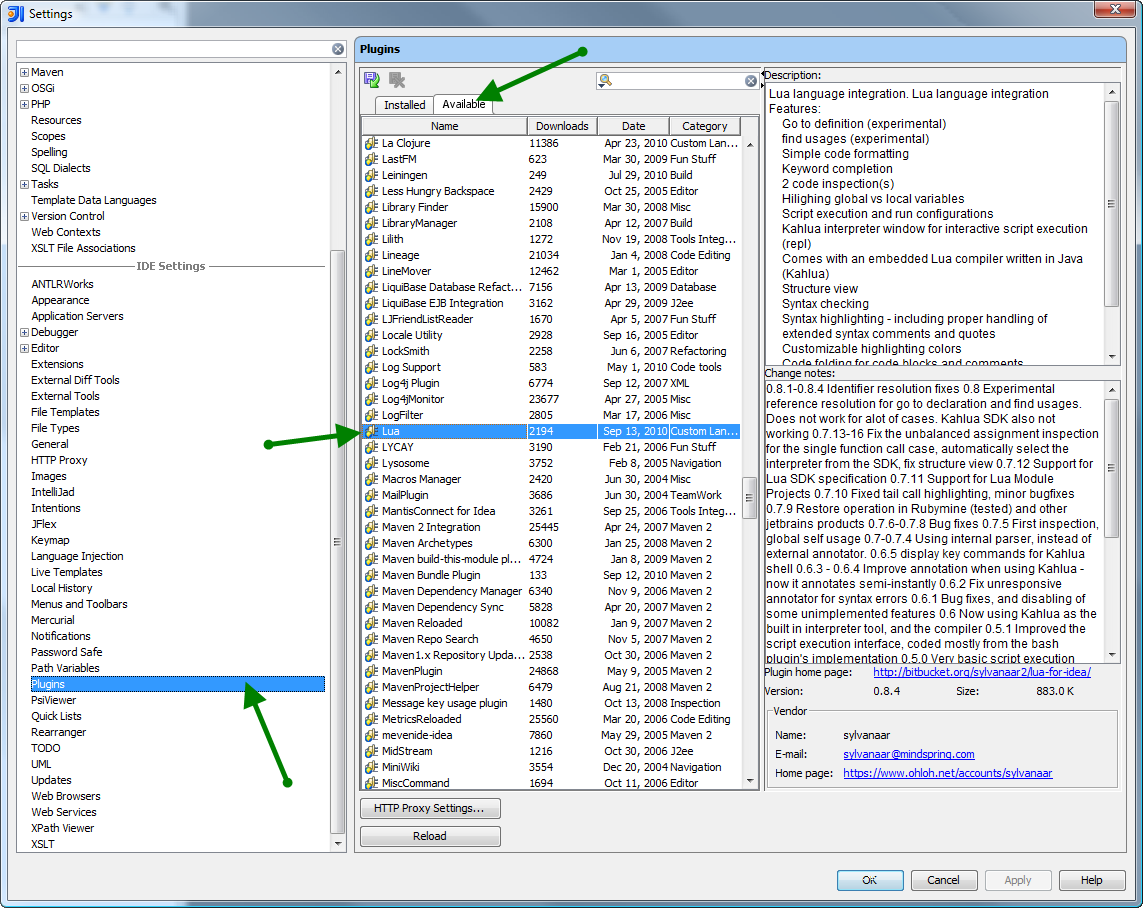 Settings
Maven
OSGi
PHP
Resources
Scopes
Spelling
SQL Dialects
Tasks
Template Data Languages
Version Control
Web Contexts
XSLT File Associations
IDE Settings
ANTLRWorks
Appearance
Application Servers
Debugger
Editor
Extensions
External Diff Tools
External Tools
File Templates
File Types
General
HTTP Proxy
Images
IntelliJad
Intentions
JFlex
Keymap
Language Injection
Live Templates
Local History
Menus and Toolbars
Mercurial
Notifications
Password Safe
Path Variables
Plugins
PsiViewer
Quick Lists
Rearranger
TODO
UML
Updates
Web Browsers
Web Services
XPath Viewer
XSLT
Plugins
Installed Available
Name Downloads Date Category
La Clojure 11386 Apr 23, 2010 Custom Lan...
LastFM 623 Mar 30, 2009 Fun Stuff
Leiningen 249 Jul 29, 2010 Build
Less Hungry Backspace 2429 Oct 25, 2005 Editor
Library Finder 15900 Mar 30, 2008 Misc
LibraryManager 2108 Apr 12, 2007 Build
Lilith 1272 Nov 19, 2008 Tools Integ...
Lineage 21034 Jan 4, 2008 Code Editing
LineMover 12462 Mar 1, 2005 Editor
LiquiBase Database Refact... 7156 Apr 13, 2009 Database
LiquiBase EJB Integration 3162 Apr 29, 2009 J2ee
LJFriendListReader 1670 Apr 5, 2007 Fun Stuff
Locale Utility 2928 Sep 16, 2005 Editor
LockSmith 2258 Jun 6, 2007 Refactoring
Log Support 583 May 1, 2010 Code tools
Log4j Plugin 6774 Sep 12, 2007 XML
Log4jMonitor 23677 Apr 27, 2005 Misc
LogFilter 2805 Mar 17, 2006 Misc
Lua 2194 Sep 13, 2010 Custom Lan...
LYCAY 3190 Feb 21, 2006 Fun Stuff
Lysosome 3752 Feb 8, 2005 Navigation
Macros Manager 2420 Jun 30, 2004 Misc
MailPlugin 3686 Jun 30, 2004 TeamWork
MantisConnect for Idea 3261 Sep 25, 2006 Tools Integ...
Maven 2 Integration 25445 Apr 24, 2007 Maven 2
Maven Archetypes 6300 Jan 25, 2008 Maven 2
Maven build-this-module pl... 4724 Jan 8, 2009 Maven 2
Maven Bundle Plugin 133 Sep 12, 2010 Maven 2
Maven Dependency Manager 6340 Nov 9, 2006 Maven 2
Maven Dependency Sync 5828 Apr 20, 2007 Maven 2
Maven Reloaded 10082 Jan 9, 2007 Maven 2
Maven Repo Search 4650 Nov 5, 2007 Maven 2
Maven1.x Repository Upda... 2538 Oct 30, 2006 Maven 2
MavenPlugin 24868 May 9, 2005 Maven 2
MavenProjectHelper 6479 Aug 21, 2008 Maven 2
Message key usage plugin 1480 Oct 13, 2008 Inspection
MetricsReloaded 25560 Mar 20, 2006 Code Editing
mevenide-idea 7860 May 29, 2005 Maven 2
MidStream 1216 Oct 30, 2006 J2ee
MiniWiki 3554 Dec 20, 2004 Navigation
MiscCommand 1694 Oct 11, 2006 Editor
HTTP Proxy Settings...
Reload
Description:
Lua language integration. Lua language integration
Features:
Go to definition (experimental)
find usages (experimental)
Simple code formatting
Keyword completion
2 code inspection(s)
Hilighing global vs local variables
Script execution and run configurations
Kahlua interpreter window for interactive script execution
(repl)
Comes with an embedded Lua compiler written in Java
(Kahlua)
Structure view
Syntax checking
Syntax highlighting - including proper handling of
extended syntax comments and quotes
Customizable highlighting colors
Code folding for code blocks and comments
Change notes:
0.8.1-0.8.4 Identifier resolution fixes 0.8 Experimental
reference resolution for go to declaration and find usages.
Does not work for alot of cases. Kahlua SDK also not
working 0.7.13-16 Fix the unbalanced assignment inspection
for the single function call case, automatically select the
interpreter from the SDK, fix structure view 0.7.12 Support for
Lua SDK specification 0.7.11 Support for Lua Module
Projects 0.7.10 Fixed tail call highlighting, minor bugfixes
0.7.9 Restore operation in Rubymine (tested) and other
jetbrains products 0.7.6-0.7.8 Bug fixes 0.7.5 First inspection,
global self usage 0.7-0.7.4 Using internal parser, instead of
external annotator. 0.6.5 display key commands for Kahlua
shell 0.6.3 - 0.6.4 Improve annotation when using Kahlua -
now it annotates semi-instantly 0.6.2 Fix unresponsive
annotator for syntax errors 0.6.1 Bug fixes, and disabling of
some unimplemented features 0.6 Now using Kahlua as the
built in interpreter tool, and the compiler 0.5.1 Improved the
script execution interface, coded mostly from the bash
plugin's implementation 0.5.0 Very basic script execution
Plugin home page: http://bitbucket.org/sylvanaar2/lua-for-idea/
Version: 0.8.4 Size: 883.0 K
Vendor
Name: sylvanaar
E-mail: sylvanaar@mindspring.com
Home page: https://www.ohloh.net/accounts/sylvanaar
OK Cancel Apply Help